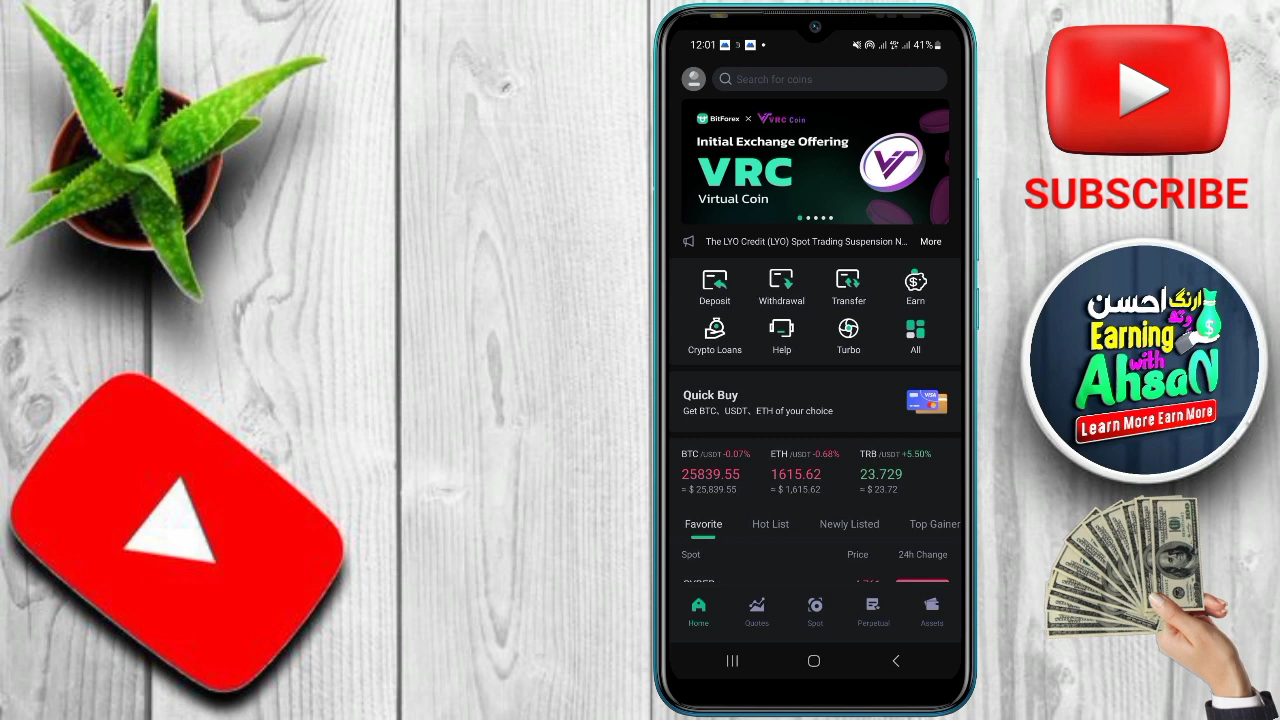 12:01
41%
Search for coins
BitForex X VRC Coin
Initial Exchange Offering
VRC
Virtual Coin
The LYO Credit (LYO) Spot Trading Suspension N... More
Deposit Withdrawal Transfer Earn
Crypto Loans Help Turbo All
Quick Buy
Get BTC、USDT、ETH of your choice
VISA
BTC /USDT -0.07% ETH /USDT -0.68% TRB /USDT +5.50%
25839.55 1615.62 23.729
≈ $ 25,839.55 ≈ $ 1,615.62 ≈ $ 23.72
Favorite Hot List Newly Listed Top Gainer
Spot Price 24h Change
Home Quotes Spot Perpetual Assets
SUBSCRIBE
ارنگ وتھ احسن
Earning
with
AhsaN
Learn More Earn More